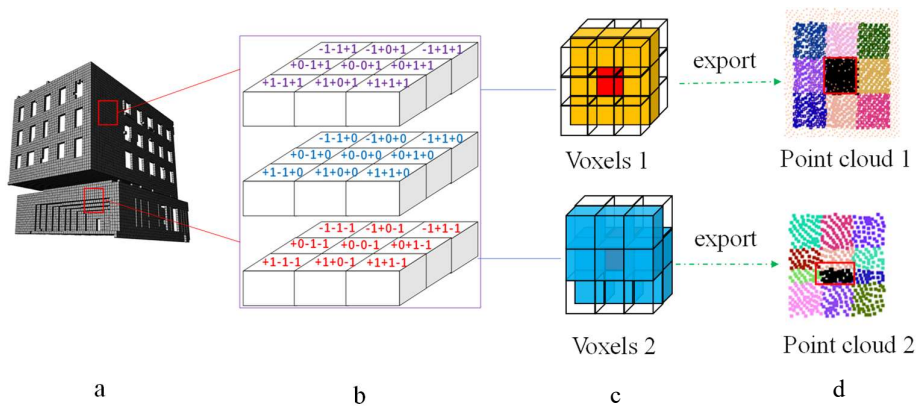 -1-1+1 -1+0+1 -1+1+1
+0-1+1 +0-0+1 +0+1+1
+1-1+1 +1+0+1 +1+1+1
-1-1+0 -1+0+0 -1+1+0
+0-1+0 +0-0+0 +0+1+0
+1-1+0 +1+0+0 +1+1+0
-1-1-1 -1+0-1 -1+1-1
+0-1-1 +0-0-1 +0+1-1
+1-1-1 +1+0-1 +1+1-1
Voxels 1
export
Point cloud 1
Voxels 2
export
Point cloud 2
a b c d